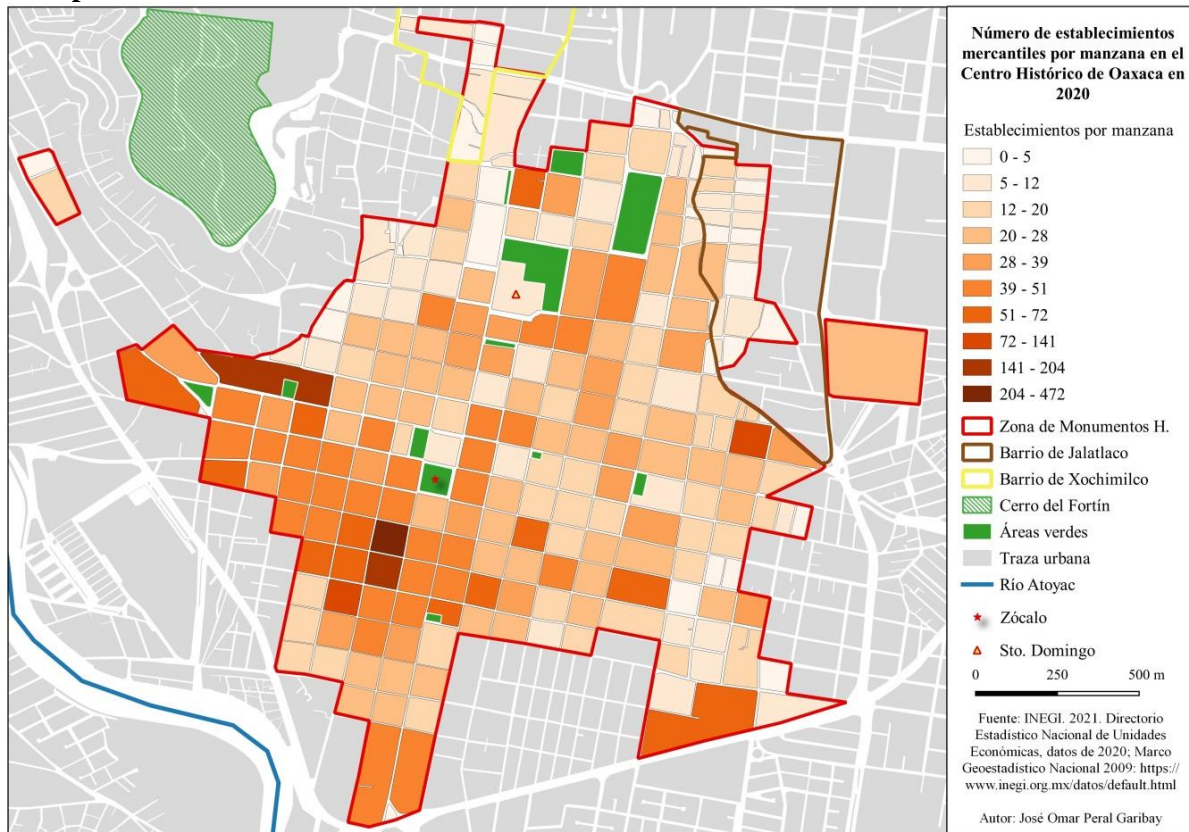 Número de establecimientos
mercantiles por manzana en el
Centro Histórico de Oaxaca en
2020
Establecimientos por manzana
0 - 5
5 - 12
12 - 20
20 - 28
28 - 39
39 - 51
51 - 72
72 - 141
141 - 204
204 - 472
Zona de Monumentos H.
Barrio de Jalatlaco
Barrio de Xochimilco
Cerro del Fortín
Áreas verdes
Traza urbana
Río Atoyac
Zócalo
Sto. Domingo
0 250 500 m
Fuente: INEGI. 2021. Directorio
Estadístico Nacional de Unidades
Económicas, datos de 2020; Marco
Geoestadístico Nacional 2009: https://
www.inegi.org.mx/datos/default.html
Autor: José Omar Peral Garibay